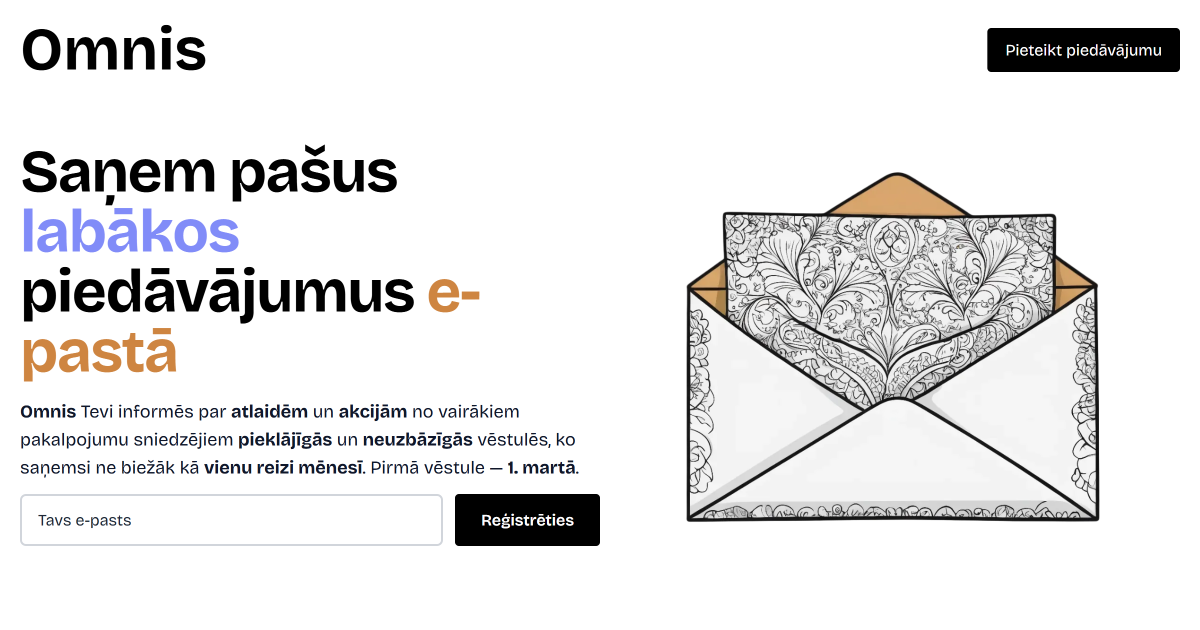 Omnis
Pieteikt piedāvājumu
Saņem pašus
labākos
piedāvājumus e-
pastā
Omnis Tevi informēs par atlaidēm un akcijām no vairākiem
pakalpojumu sniedzējiem pieklājīgās un neuzbāzīgās vēstulēs, ko
saņemsi ne biežāk kā vienu reizi mēnesī. Pirmā vēstule — 1. martā.
Tavs e-pasts
Reģistrēties